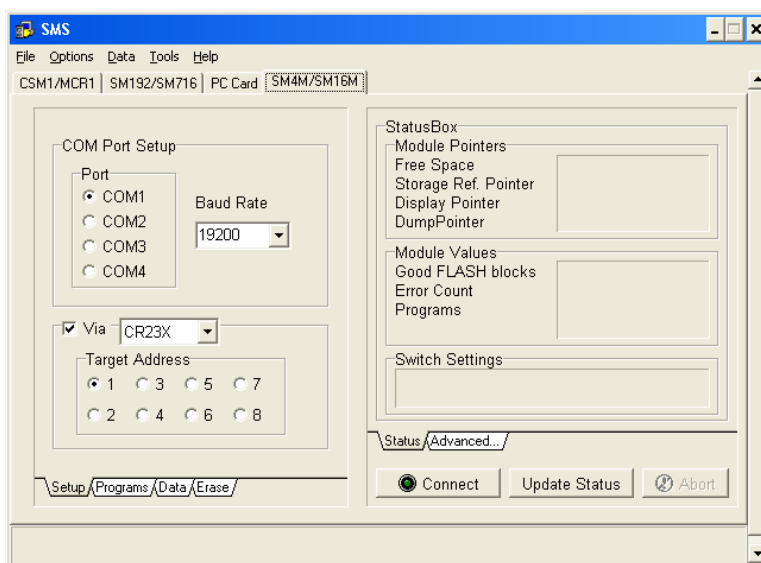 SMS
File Options Data Tools Help
CSM1/MCR1 SM192/SM716 PC Card SM4M/SM16M
COM Port Setup
Port
COM1
COM2
COM3
COM4
Baud Rate
19200
Via CR23X
Target Address
1 3 5 7
2 4 6 8
Setup Programs Data Erase
StatusBox
Module Pointers
Free Space
Storage Ref. Pointer
Display Pointer
DumpPointer
Module Values
Good FLASH blocks
Error Count
Programs
Switch Settings
Status Advanced...
Connect Update Status Abort